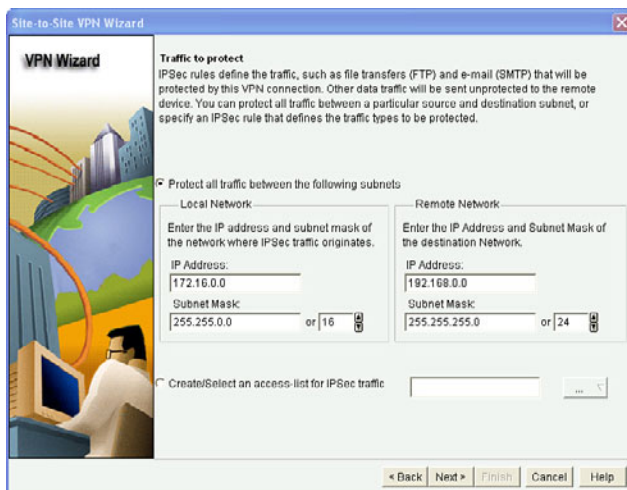 Site-to-Site VPN Wizard
VPN Wizard
Traffic to protect
IPSec rules define the traffic, such as file transfers (FTP) and e-mail (SMTP) that will be
protected by this VPN connection. Other data traffic will be sent unprotected to the remote
device. You can protect all traffic between a particular source and destination subnet, or
specify an IPSec rule that defines the traffic types to be protected.
Protect all traffic between the following subnets
Local Network
Enter the IP address and subnet mask of
the network where IPSec traffic originates.
IP Address:
172.16.0.0
Subnet Mask:
255.255.0.0 or 16
Remote Network
Enter the IP Address and Subnet Mask of
the destination Network.
IP Address:
192.168.0.0
Subnet Mask:
255.255.255.0 or 24
Create/Select an access-list for IPSec traffic ...
< Back Next > Finish Cancel Help